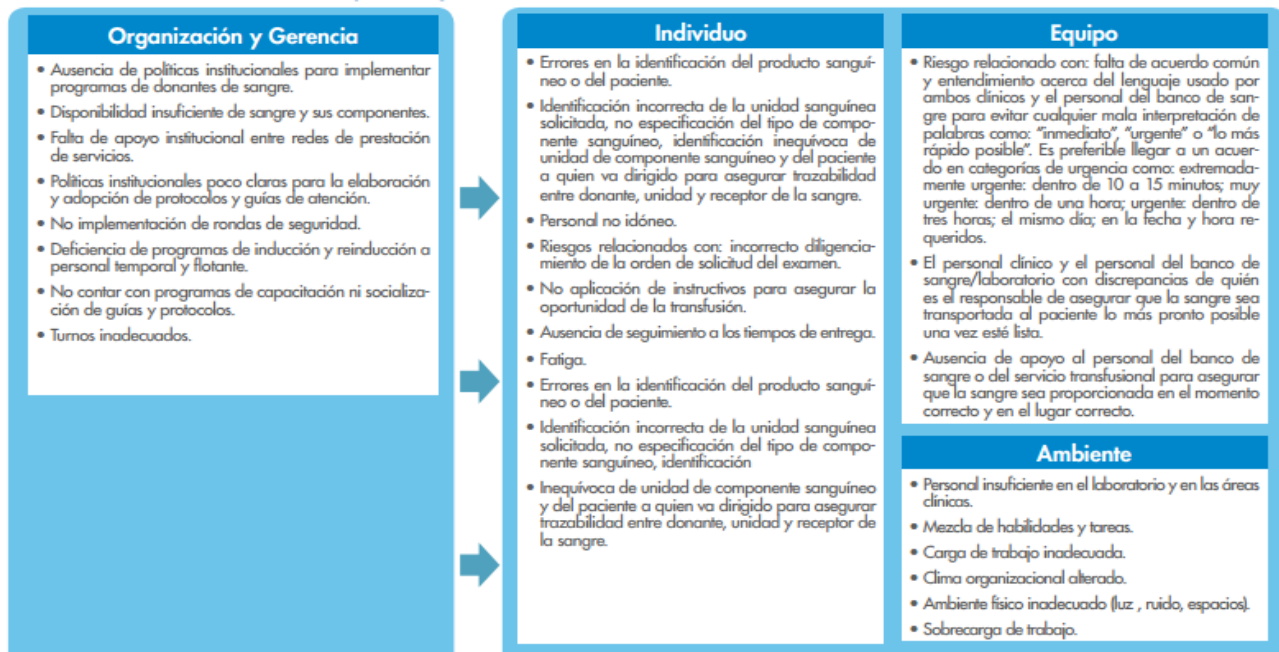 Organización y Gerencia
• Ausencia de políticas institucionales para implementar
programas de donantes de sangre.
• Disponibilidad insuficiente de sangre y sus componentes.
• Falta de apoyo institucional entre redes de prestación
de servicios.
• Políticas institucionales poco claras para la elaboración
y adopción de protocolos y guías de atención.
• No implementación de rondas de seguridad.
• Deficiencia de programas de inducción y reinducción a
personal temporal y flotante.
• No contar con programas de capacitación ni socializa-
ción de guías y protocolos.
• Turnos inadecuados.
Individuo
• Errores en la identificación del producto sanguí-
neo o del paciente.
• Identificación incorrecta de la unidad sanguínea
solicitada, no especificación del tipo de compo-
nente sanguíneo, identificación inequívoca de
unidad de componente sanguíneo y del paciente
a quien va dirigido para asegurar trazabilidad
entre donante, unidad y receptor de la sangre.
• Personal no idóneo.
• Riesgos relacionados con: incorrecto diligencia-
miento de la orden de solicitud del examen.
• No aplicación de instructivos para asegurar la
oportunidad de la transfusión.
• Ausencia de seguimiento a los tiempos de entrega.
• Fatiga.
• Errores en la identificación del producto sanguí-
neo o del paciente.
• Identificación incorrecta de la unidad sanguínea
solicitada, no especificación del tipo de compo-
nente sanguíneo, identificación
• Inequívoca de unidad de componente sanguíneo
y del paciente a quien va dirigido para asegurar
trazabilidad entre donante, unidad y receptor de
la sangre.
Equipo
• Riesgo relacionado con: falta de acuerdo común
y entendimiento acerca del lenguaje usado por
ambos clínicos y el personal del banco de san-
gre para evitar cualquier mala interpretación de
palabras como: “inmediato”, “urgente” o “lo más
rápido posible”. Es preferible llegar a un acuer-
do en categorías de urgencia como: extremada-
mente urgente: dentro de 10 a 15 minutos; muy
urgente: dentro de una hora; urgente: dentro de
tres horas; el mismo día; en la fecha y hora re-
queridos.
• El personal clínico y el personal del banco de
sangre/laboratorio con discrepancias de quién
es el responsable de asegurar que la sangre sea
transportada al paciente lo más pronto posible
una vez esté lista.
• Ausencia de apoyo al personal del banco de
sangre o del servicio transfusional para asegurar
que la sangre sea proporcionada en el momento
correcto y en el lugar correcto.
Ambiente
• Personal insuficiente en el laboratorio y en las áreas
clínicas.
• Mezcla de habilidades y tareas.
• Carga de trabajo inadecuada.
• Clima organizacional alterado.
• Ambiente físico inadecuado (luz , ruido, espacios).
• Sobrecarga de trabajo.